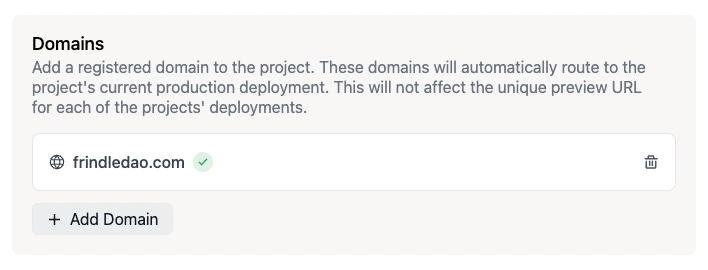 Domains
Add a registered domain to the project. These domains will automatically route to the
project's current production deployment. This will not affect the unique preview URL
for each of the projects' deployments.
frindledao.com
+ Add Domain